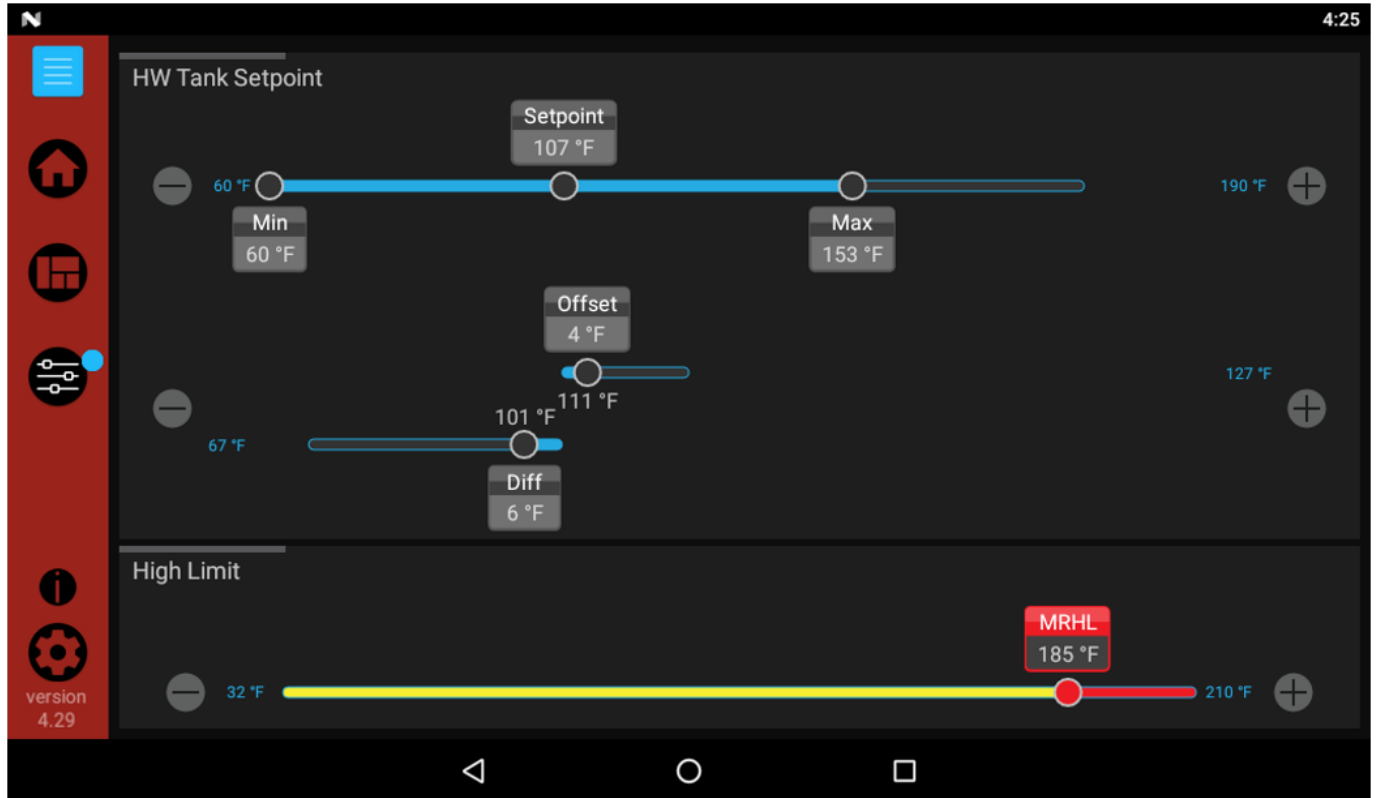 4:25
HW Tank Setpoint
Setpoint
107 °F
60 °F
190 °F
Min
60 °F
Max
153 °F
Offset
4 °F
127 °F
111 °F
101 °F
67 °F
Diff
6 °F
High Limit
MRHL
185 °F
32 °F
210 °F
version
4.29